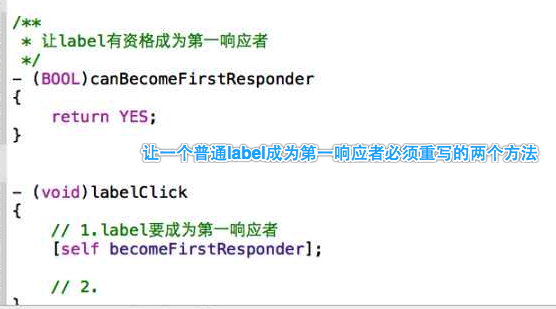 /**
 * 让label有资格成为第一响应者
 */
- (BOOL)canBecomeFirstResponder
{
    return YES;
}
让一个普通label成为第一响应者必须重写的两个方法
- (void)labelClick
{
    // 1.label要成为第一响应者
    [self becomeFirstResponder];
    // 2.
}